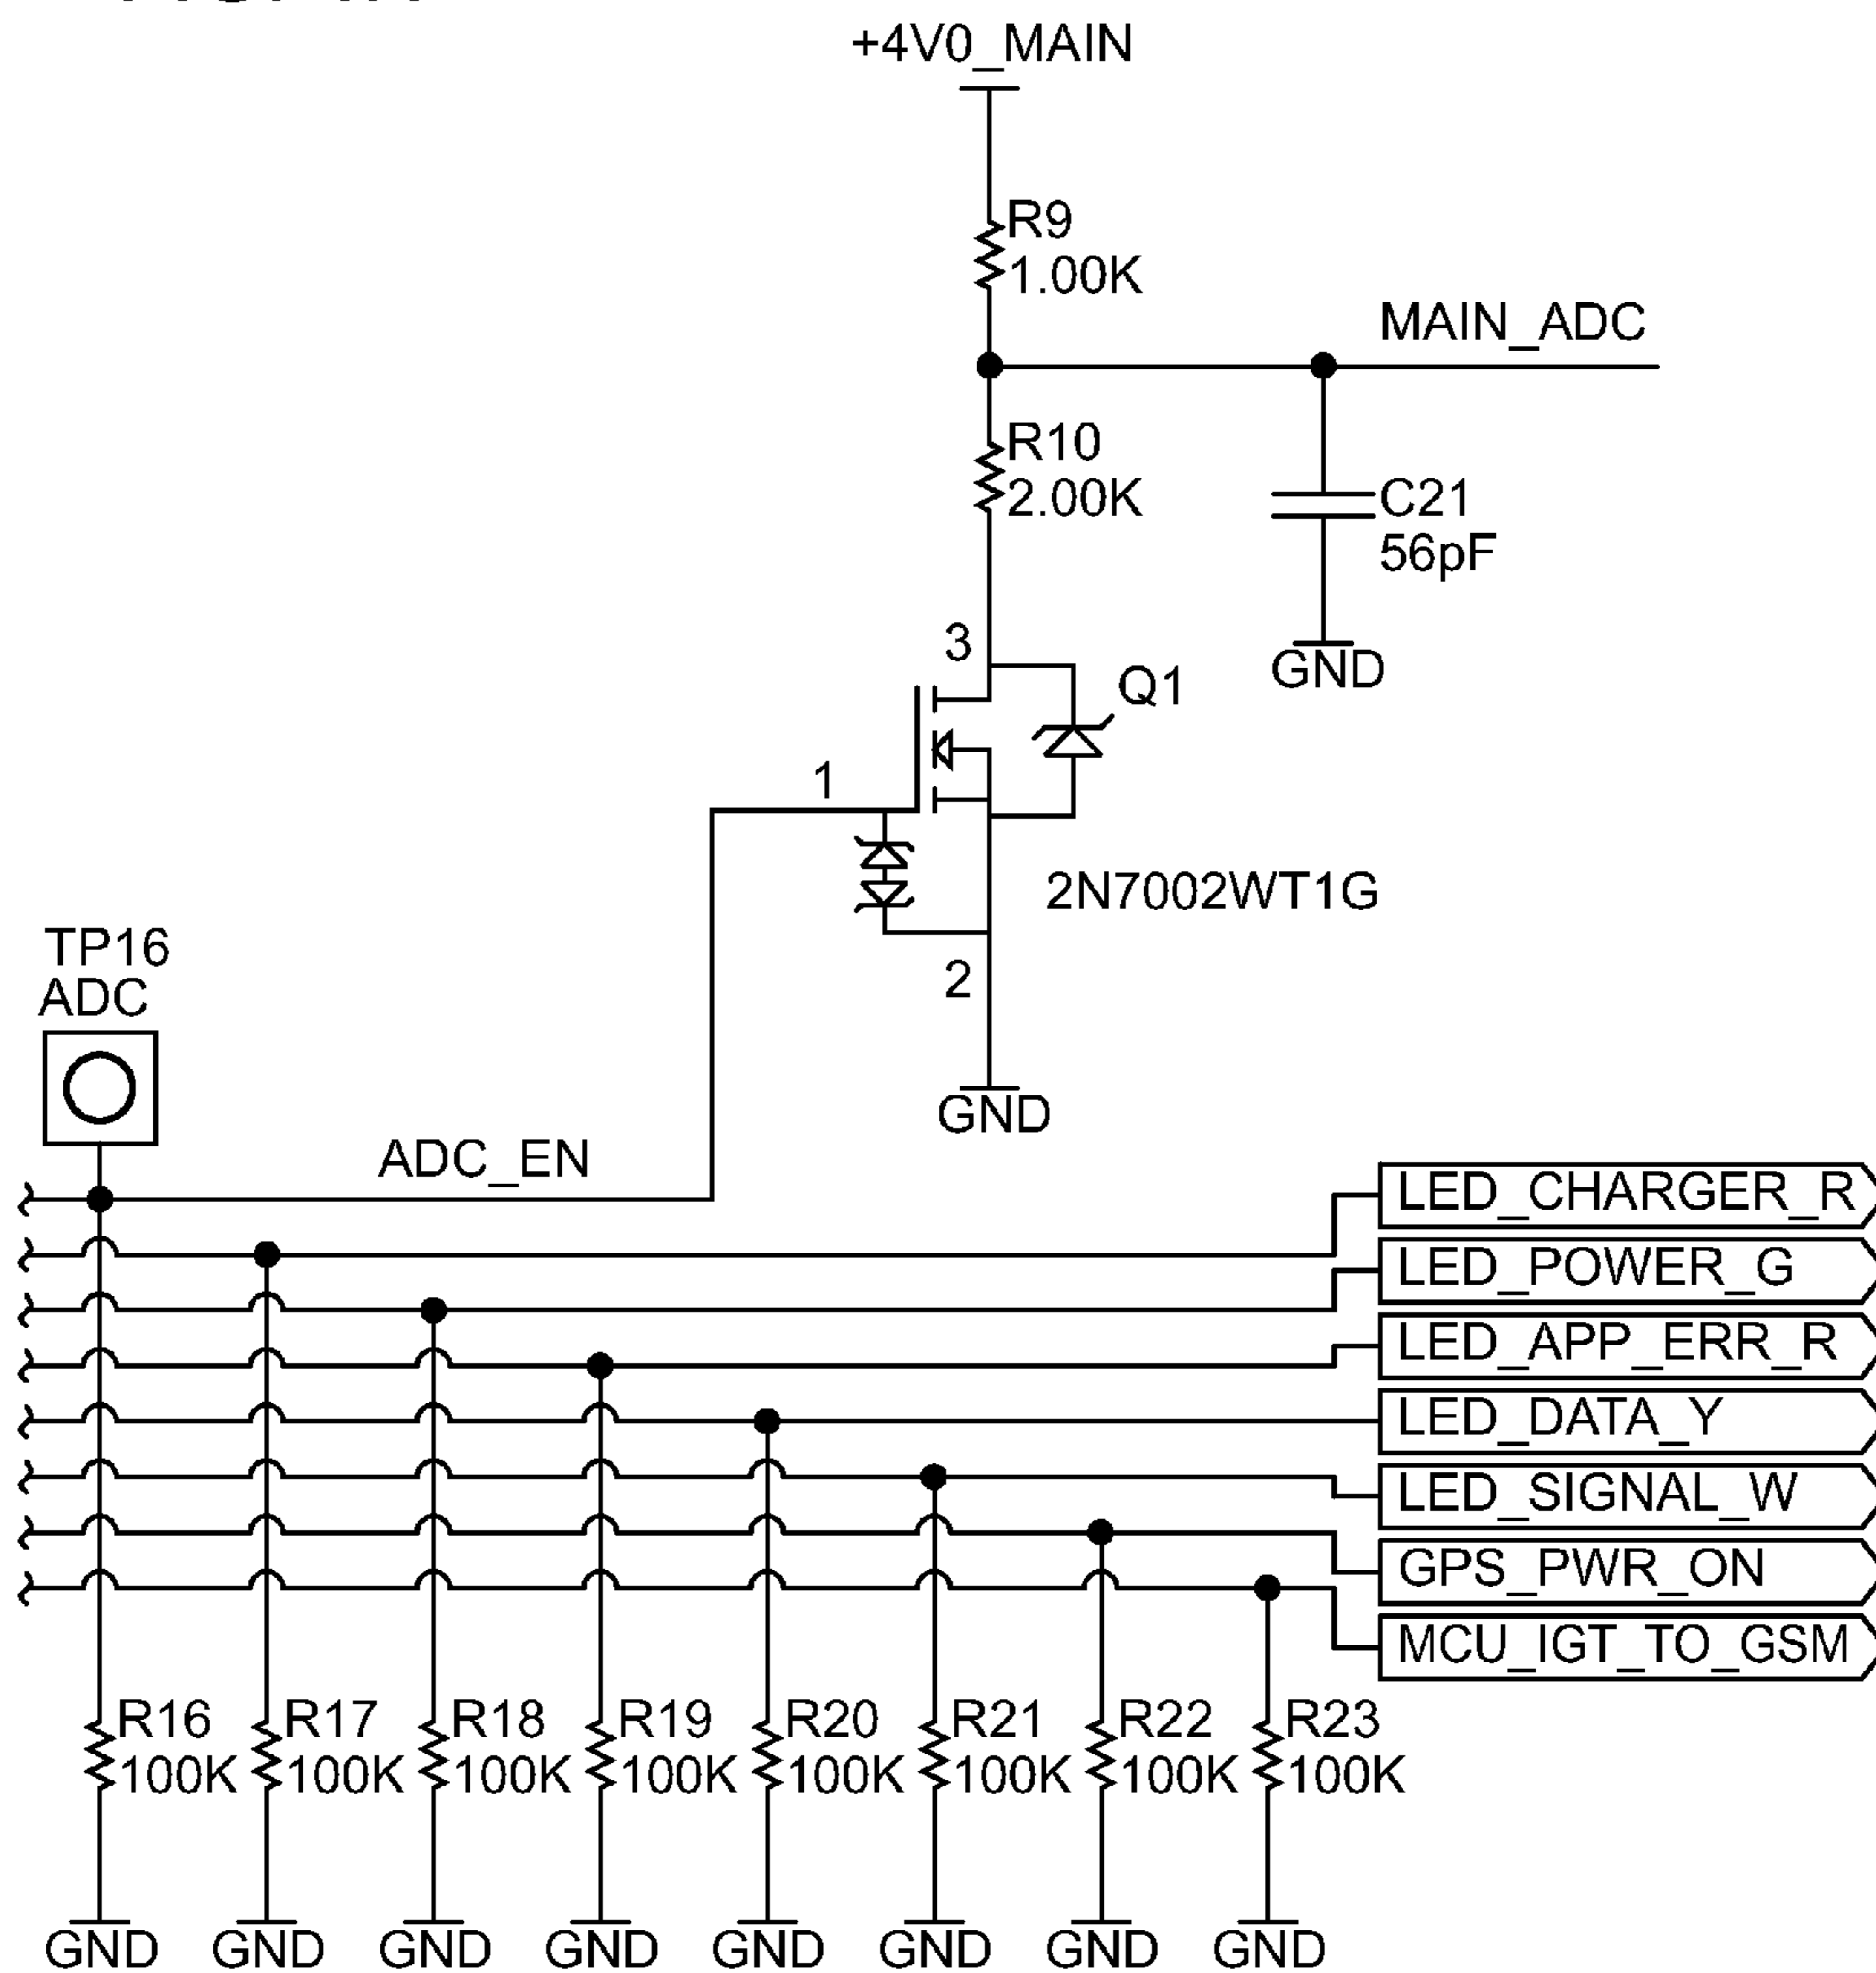 +4V0_MAIN
R9
1.00K
MAIN_ADC
R10
2.00K
C21
56pF
GND
3
Q1
1
2N7002WT1G
2
GND
TP16
ADC
ADC_EN
LED_CHARGER_R
LED_POWER_G
LED_APP_ERR_R
LED_DATA_Y
LED_SIGNAL_W
GPS_PWR_ON
MCU_IGT_TO_GSM
R16 R17 R18 R19 R20 R21 R22 R23
100K 100K 100K 100K 100K 100K 100K 100K
GND GND GND GND GND GND GND GND